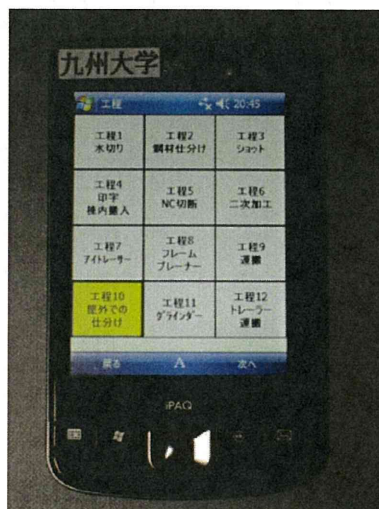 九州大学
工程
20:45
工程1
水切り
工程2
鋼材仕分け
工程3
ショット
工程4
印字
棟内搬入
工程5
NC切断
工程6
二次加工
工程7
アイトレーサー
工程8
フレーム
プレーナー
工程9
運搬
工程10
屋外での
仕分け
工程11
グラインダー
工程12
トレーラー
運搬
戻る
A
次へ
iPAQ